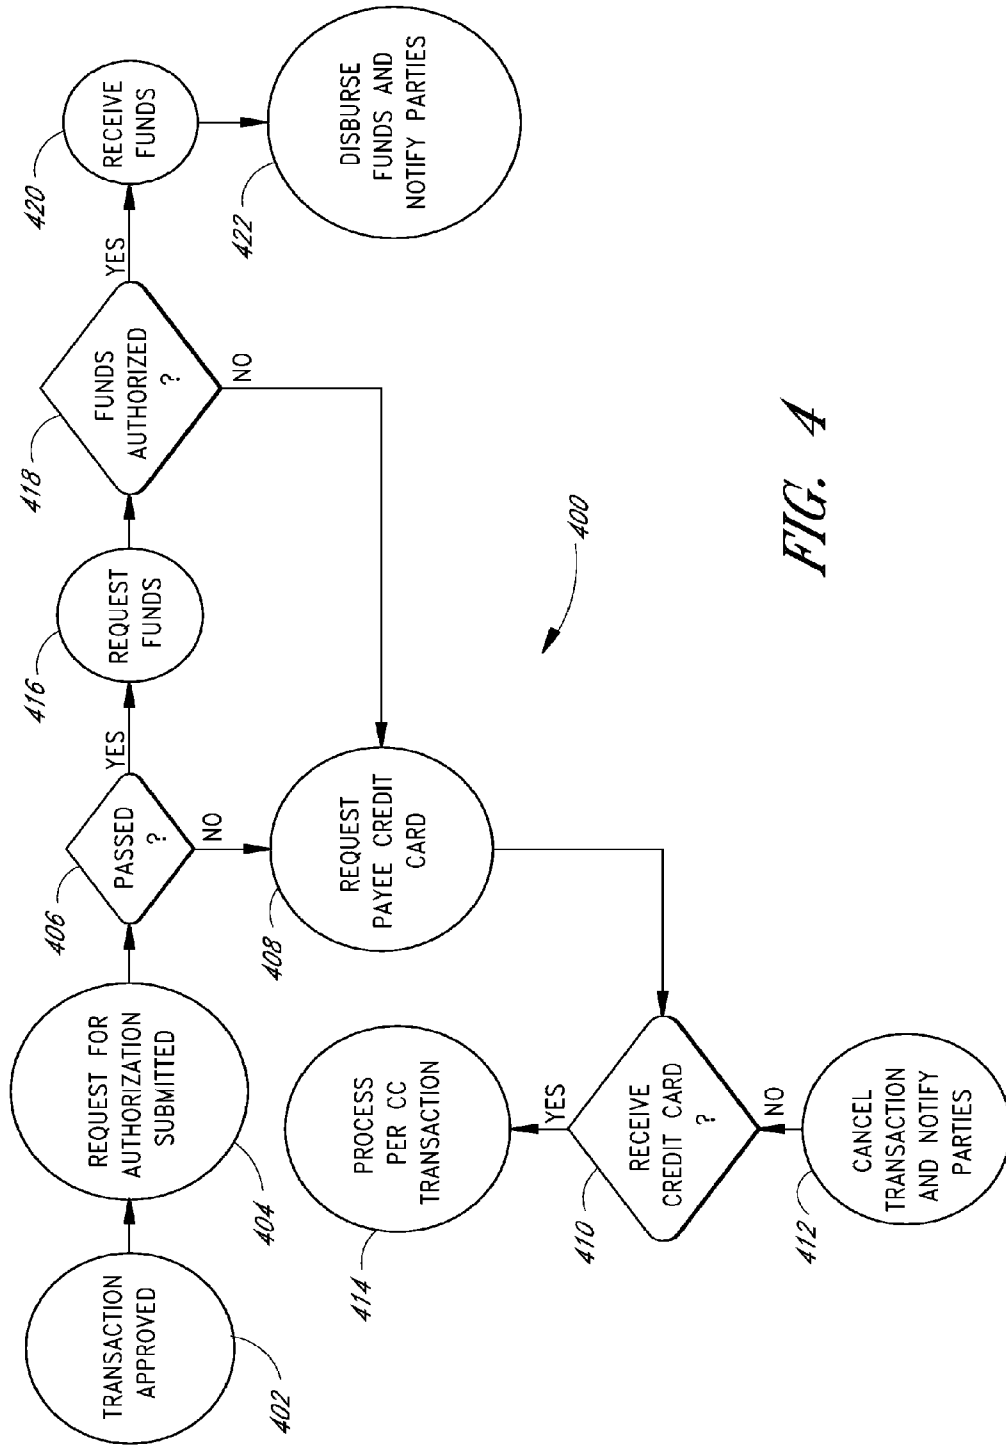 TRANSACTION
APPROVED
402
REQUEST FOR
AUTHORIZATION
SUBMITTED
404
PASSED
?
406
YES
NO
REQUEST
FUNDS
416
FUNDS
AUTHORIZED
?
418
YES
NO
RECEIVE
FUNDS
420
DISBURSE
FUNDS AND
NOTIFY PARTIES
422
REQUEST
PAYEE CREDIT
CARD
408
PROCESS
PER CC
TRANSACTION
414
YES
RECEIVE
CREDIT CARD
?
410
NO
CANCEL
TRANSACTION
AND NOTIFY
PARTIES
412
400
FIG. 4